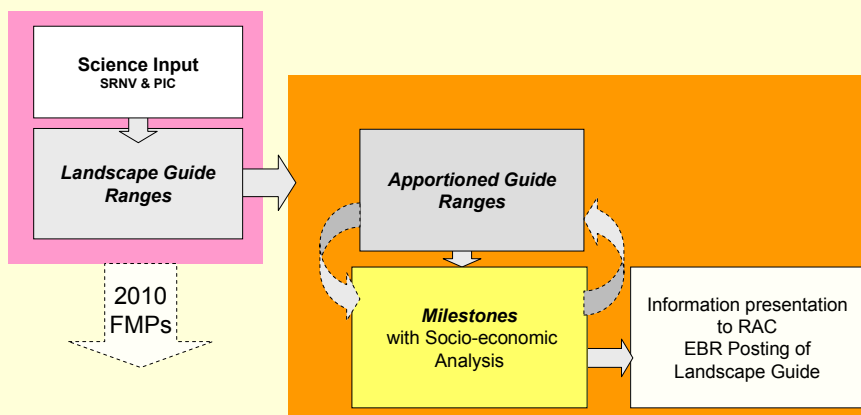 Science Input
SRNV & PIC
Landscape Guide
Ranges
2010
FMPs
Apportioned Guide
Ranges
Milestones
with Socio-economic
Analysis
Information presentation
to RAC
EBR Posting of
Landscape Guide